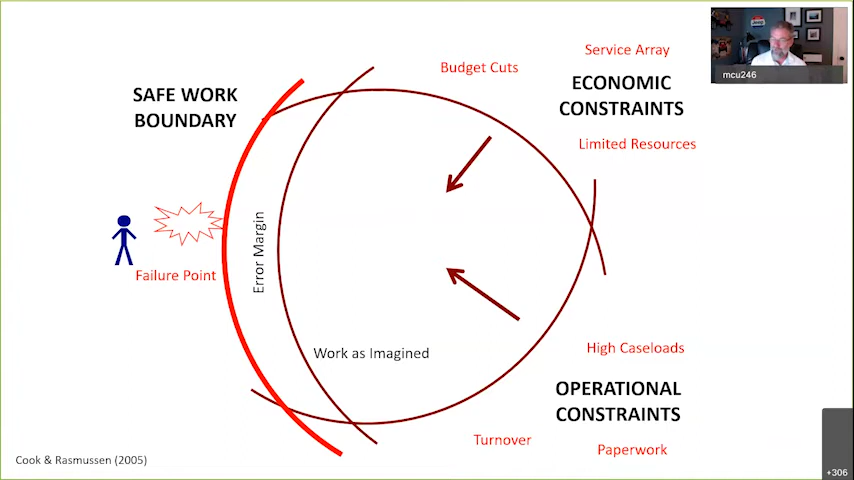 Service Array
Budget Cuts
mcu246
ECONOMIC
CONSTRAINTS
SAFE WORK
BOUNDARY
Limited Resources
Error Margin
Failure Point
Work as Imagined
High Caseloads
OPERATIONAL
CONSTRAINTS
Turnover
Paperwork
Cook & Rasmussen (2005)
+306